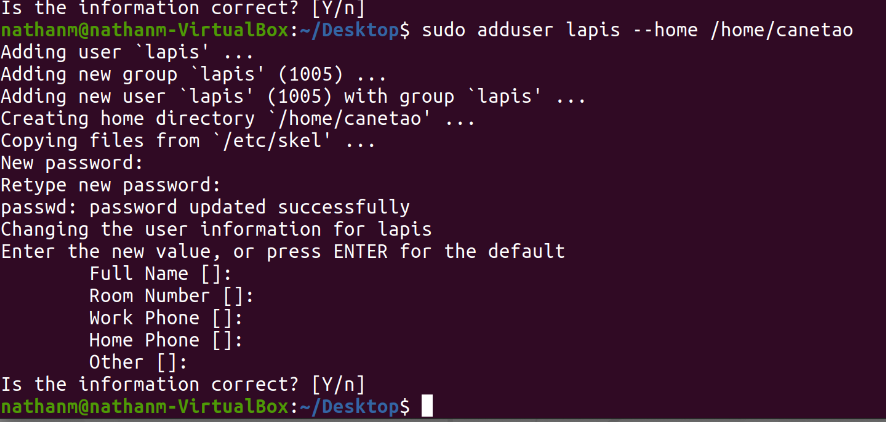 Is the information correct? [Y/n]
nathanm@nathanm-VirtualBox:~/Desktop$ sudo adduser lapis --home /home/canetao
Adding user `lapis' ...
Adding new group `lapis' (1005) ...
Adding new user `lapis' (1005) with group `lapis' ...
Creating home directory `/home/canetao' ...
Copying files from `/etc/skel' ...
New password:
Retype new password:
passwd: password updated successfully
Changing the user information for lapis
Enter the new value, or press ENTER for the default
        Full Name []:
        Room Number []:
        Work Phone []:
        Home Phone []:
        Other []:
Is the information correct? [Y/n]
nathanm@nathanm-VirtualBox:~/Desktop$